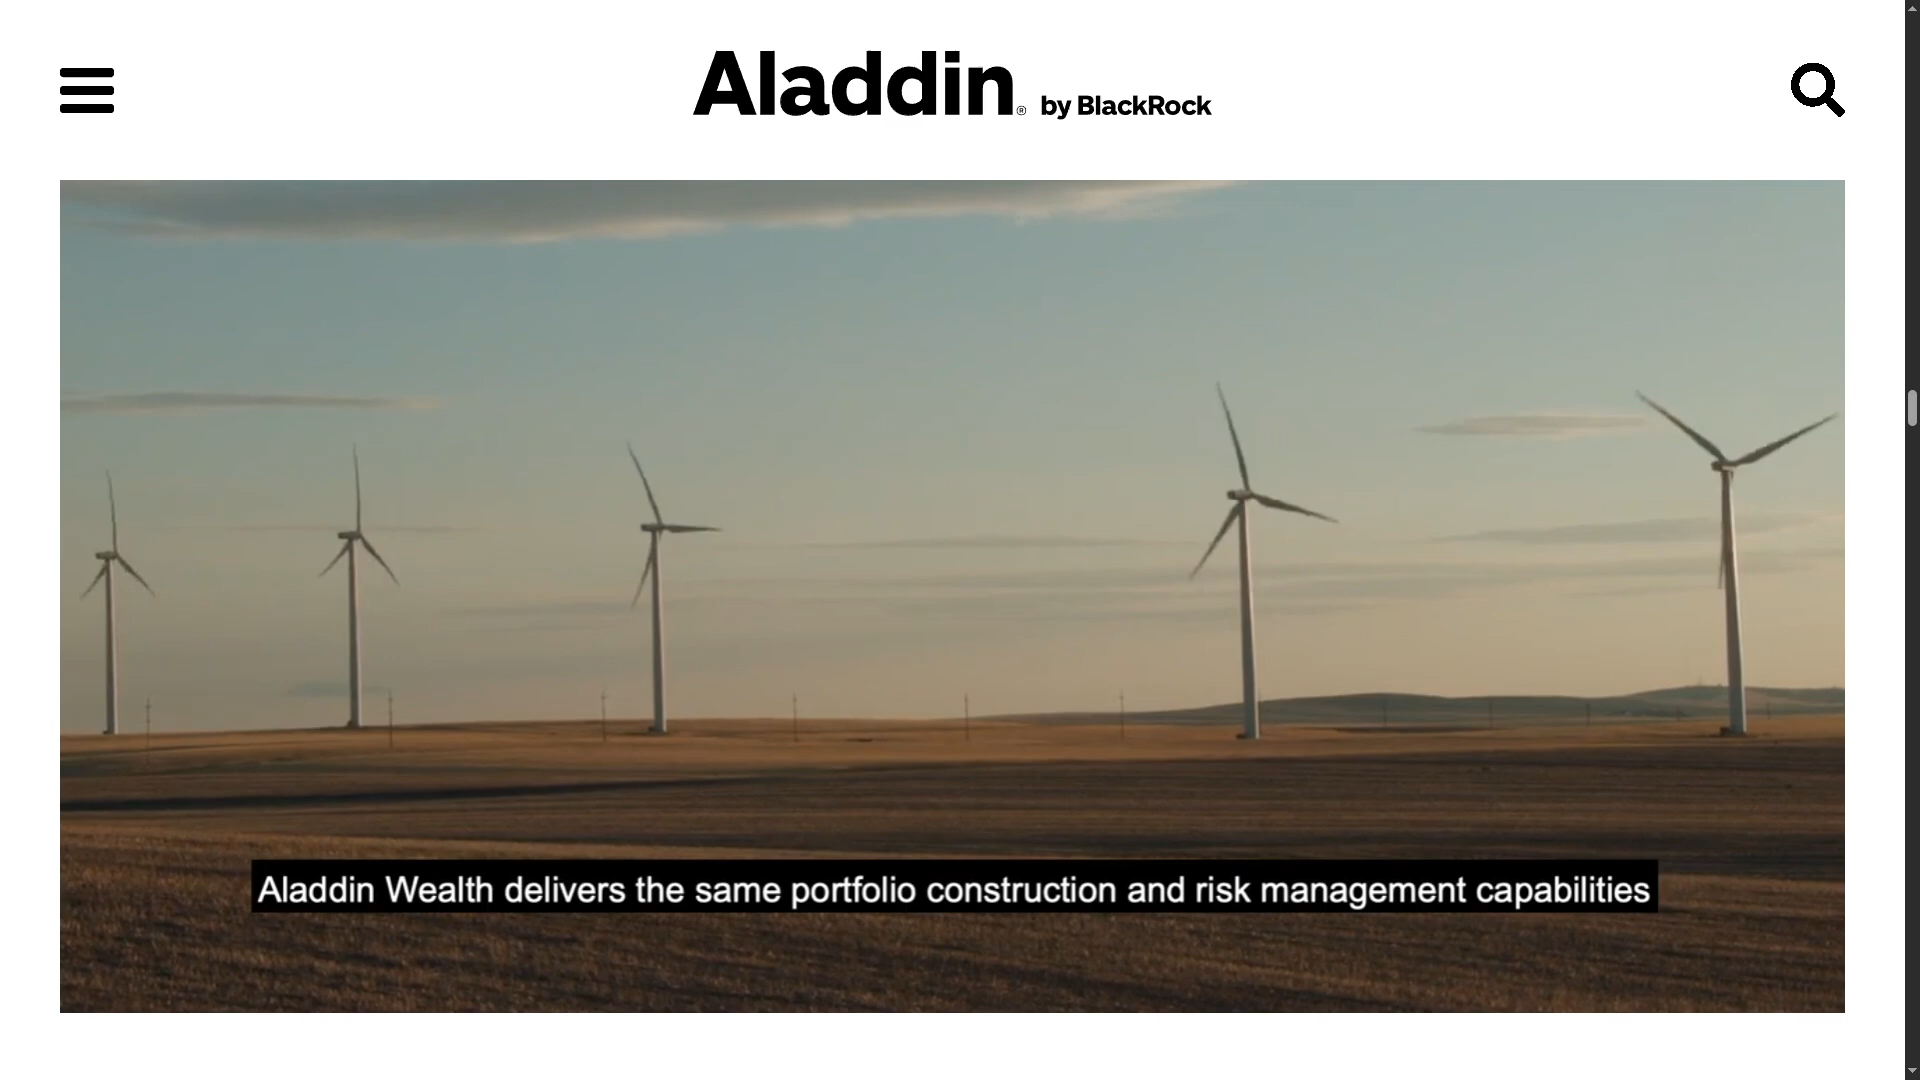 Aladdin® by BlackRock
Aladdin Wealth delivers the same portfolio construction and risk management capabilities